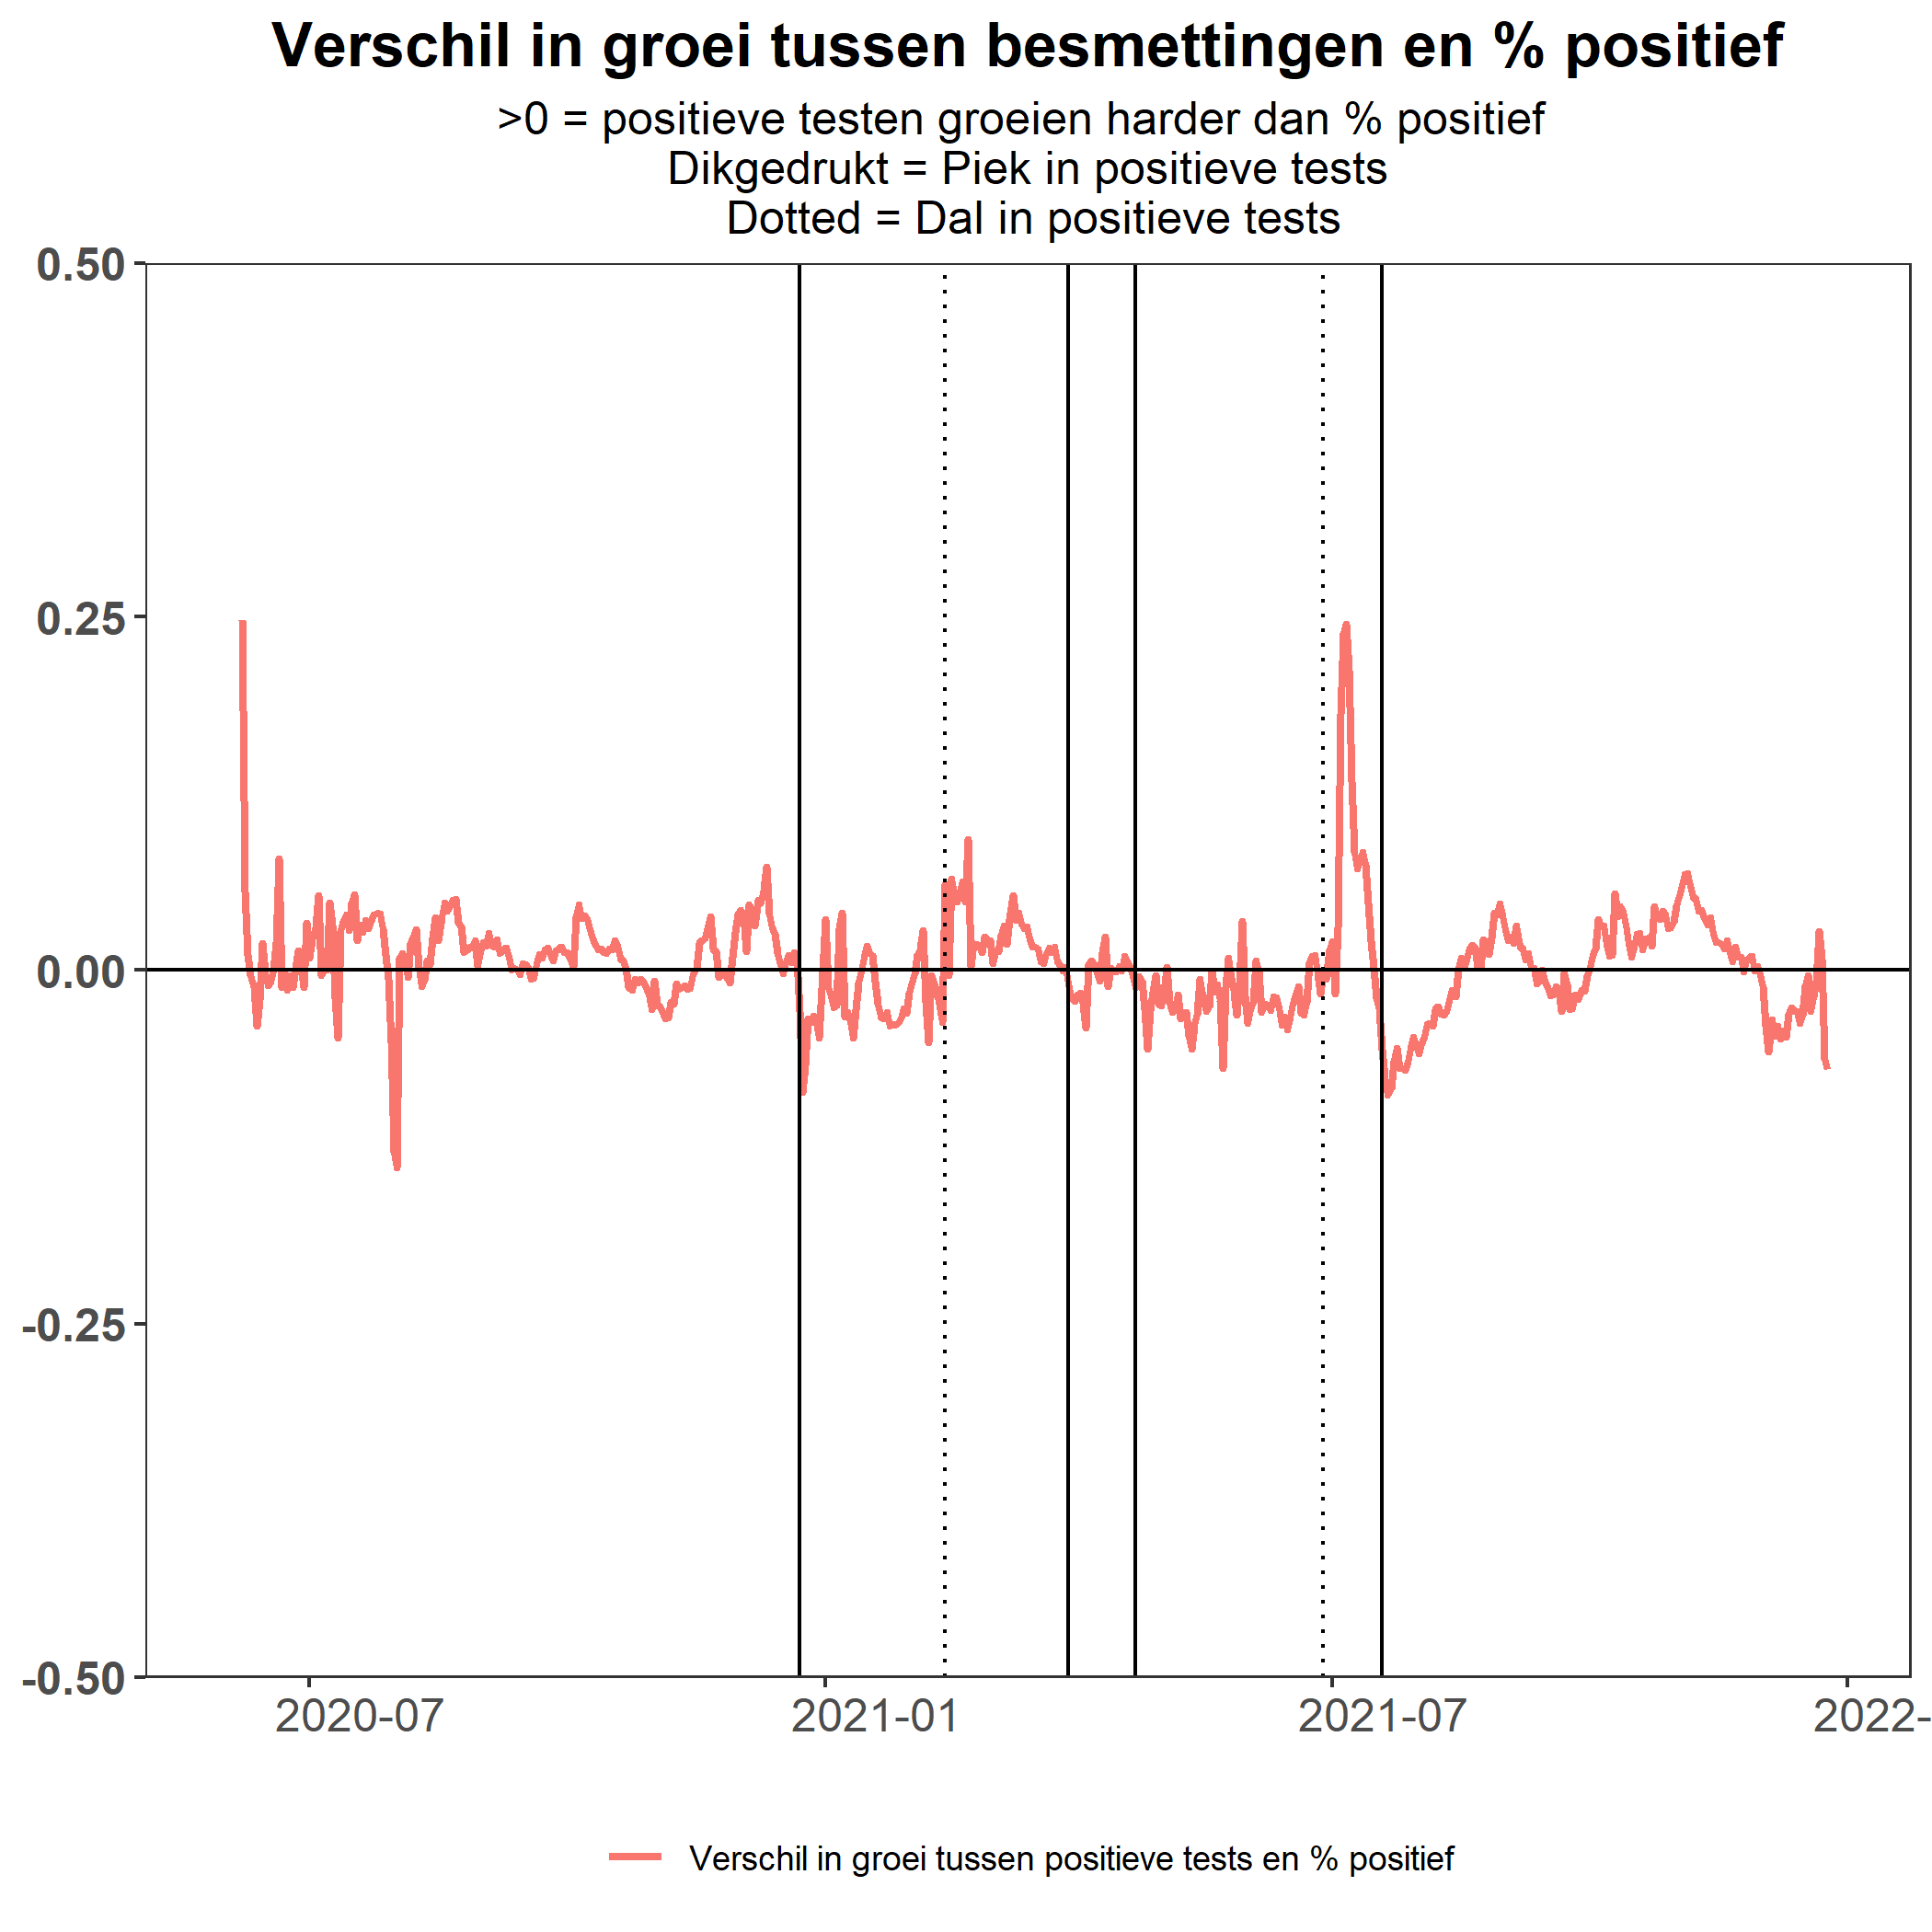 Verschil in groei tussen besmettingen en % positief
>0 = positieve testen groeien harder dan % positief
Dikgedrukt = Piek in positieve tests
Dotted = Dal in positieve tests
0.50
0.25
0.00
-0.25
-0.50
2020-07
2021-01
2021-07
2022-
Verschil in groei tussen positieve tests en % positief